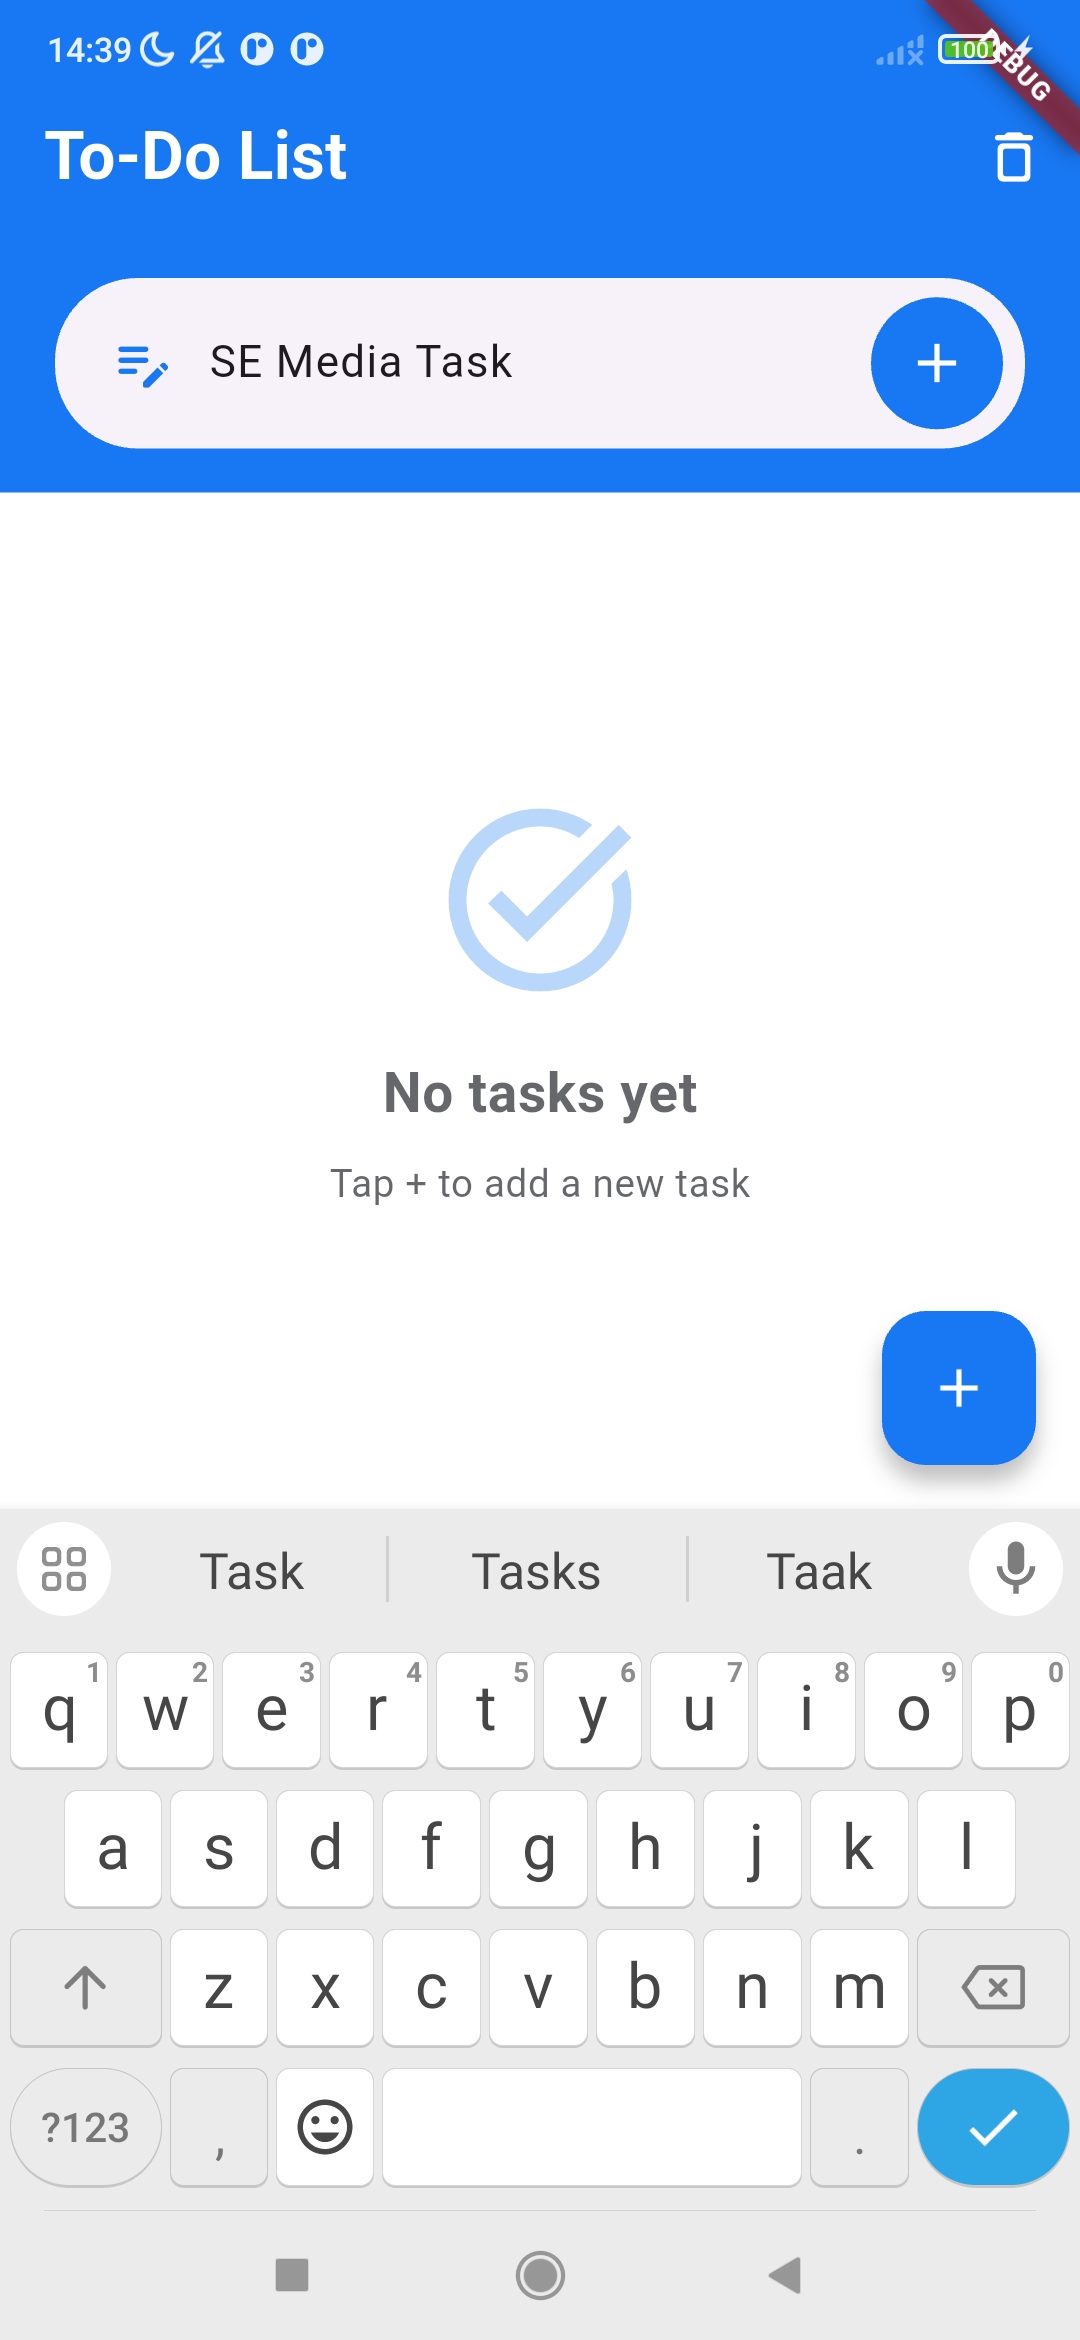 14:39
100
DEBUG
To-Do List
SE Media Task
No tasks yet
Tap + to add a new task
Task Tasks Taak
1 2 3 4 5 6 7 8 9 0
q w e r t y u i o p
a s d f g h j k l
z x c v b n m
?123 , .